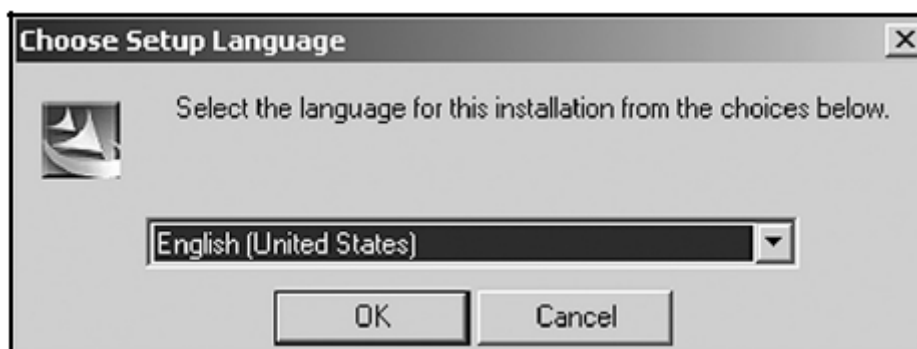 Choose Setup Language
Select the language for this installation from the choices below.
English (United States)
OK
Cancel